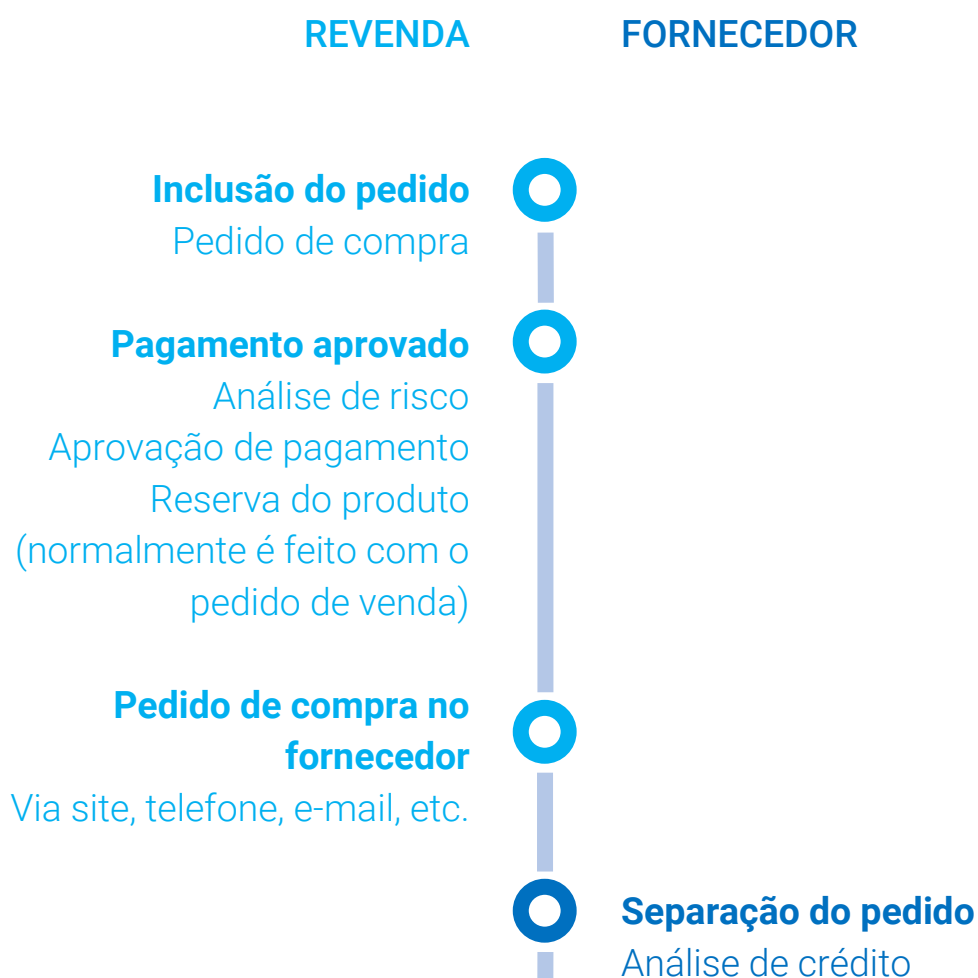 REVENDA
FORNECEDOR
Inclusão do pedido
Pedido de compra
Pagamento aprovado
Análise de risco
Aprovação de pagamento
Reserva do produto
(normalmente é feito com o
pedido de venda)
Pedido de compra no
fornecedor
Via site, telefone, e-mail, etc.
Separação do pedido
Análise de crédito